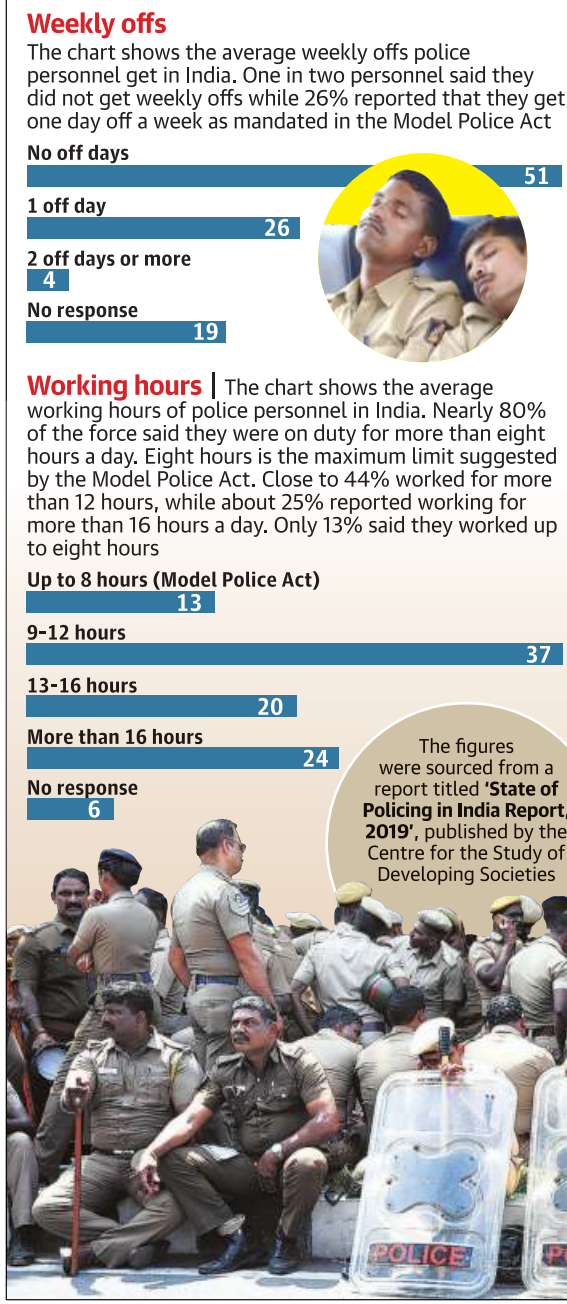 Weekly offs
The chart shows the average weekly offs police
personnel get in India. One in two personnel said they
did not get weekly offs while 26% reported that they get
one day off a week as mandated in the Model Police Act
No off days
51
1 off day
26
2 off days or more
4
No response
19
Working hours | The chart shows the average
working hours of police personnel in India. Nearly 80%
of the force said they were on duty for more than eight
hours a day. Eight hours is the maximum limit suggested
by the Model Police Act. Close to 44% worked for more
than 12 hours, while about 25% reported working for
more than 16 hours a day. Only 13% said they worked up
to eight hours
Up to 8 hours (Model Police Act)
13
9-12 hours
37
13-16 hours
20
More than 16 hours
24
No response
6
The figures
were sourced from a
report titled 'State of
Policing in India Report,
2019', published by the
Centre for the Study of
Developing Societies
POLICE